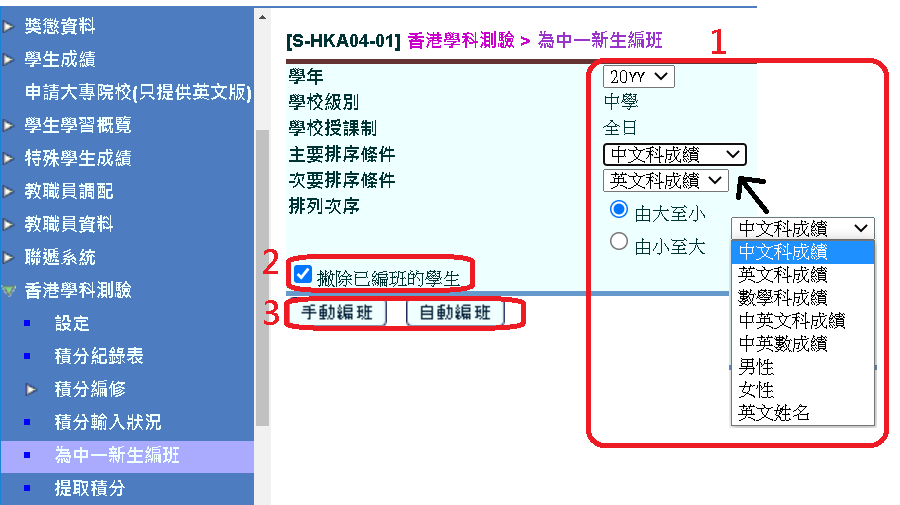 獎懲資料
學生成績
申請大專院校(只提供英文版)
學生學習概覽
特殊學生成績
教職員調配
教職員資料
聯遞系統
香港學科測驗
設定
積分紀錄表
積分編修
積分輸入狀況
為中一新生編班
提取積分
[S-HKA04-01] 香港學科測驗 > 為中一新生編班
1
學年 20YY
學校級別 中學
學校授課制 全日
主要排序條件 中文科成績
次要排序條件 英文科成績
排列次序 由大至小
由小至大
中文科成績
中文科成績
英文科成績
數學科成績
中英文科成績
中英數成績
男性
女性
英文姓名
2 撇除已編班的學生
3 手動編班 自動編班